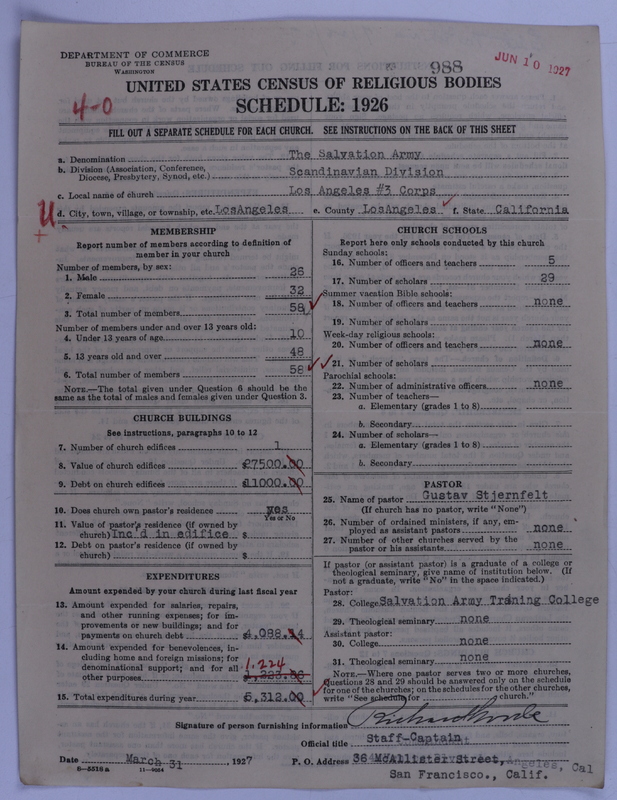 DEPARTMENT OF COMMERCE
BUREAU OF THE CENSUS
WASHINGTON
988
JUN 10 1927
UNITED STATES CENSUS OF RELIGIOUS BODIES
4-0
SCHEDULE: 1926
FILL OUT A SEPARATE SCHEDULE FOR EACH CHURCH. SEE INSTRUCTIONS ON THE BACK OF THIS SHEET
a. Denomination The Salvation Army
b. Division (Association, Conference, Diocese, Presbytery, Synod, etc.) Scandinavian Division
c. Local name of church Los Angeles #3 Corps
d. City, town, village, or township, etc. LosAngeles e. County LosAngeles f. State California
MEMBERSHIP
Report number of members according to definition of member in your church
Number of members, by sex:
1. Male 26
2. Female 32
3. Total number of members 58
Number of members under and over 13 years old:
4. Under 13 years of age 10
5. 13 years old and over 48
6. Total number of members 58
NOTE.—The total given under Question 6 should be the same as the total of males and females given under Question 3.
CHURCH BUILDINGS
See instructions, paragraphs 10 to 12
7. Number of church edifices 1
8. Value of church edifices $27500.00
9. Debt on church edifices $11000.00
10. Does church own pastor's residence yes
Yes or No
11. Value of pastor's residence (if owned by church) Inc'd in edifice $
12. Debt on pastor's residence (if owned by church) $
EXPENDITURES
Amount expended by your church during last fiscal year
13. Amount expended for salaries, repairs, and other running expenses; for improvements or new buildings; and for payments on church debt $4,088.
14. Amount expended for benevolences, including home and foreign missions; for denominational support; and for all other purposes 1,224
15. Total expenditures during year 5,312.00
CHURCH SCHOOLS
Report here only schools conducted by this church
Sunday schools:
16. Number of officers and teachers 5
17. Number of scholars 29
Summer vacation Bible schools:
18. Number of officers and teachers none
19. Number of scholars
Week-day religious schools:
20. Number of officers and teachers none
21. Number of scholars
Parochial schools:
22. Number of administrative officers none
23. Number of teachers—
a. Elementary (grades 1 to 8)
b. Secondary
24. Number of scholars—
a. Elementary (grades 1 to 8)
b. Secondary
PASTOR
25. Name of pastor Gustav Stjernfelt
(If church has no pastor, write "None")
26. Number of ordained ministers, if any, employed as assistant pastors none
27. Number of other churches served by the pastor or his assistants none
If pastor (or assistant pastor) is a graduate of a college or theological seminary, give name of institution below. (If not a graduate, write "No" in the space indicated.)
Pastor:
28. College Salvation Army Traning College
29. Theological seminary none
Assistant pastor:
30. College none
31. Theological seminary none
NOTE.—Where one pastor serves two or more churches, Questions 28 and 29 should be answered only on the schedule for one of the churches; on the schedules for the other churches, write "See schedule for church."
Signature of person furnishing information
Official title Staff-Captain
Date March 31, 1927 P. O. Address 36 McAllister Street, Angeles, Cal
San Francisco., Calif.
8-5516a 11-9024